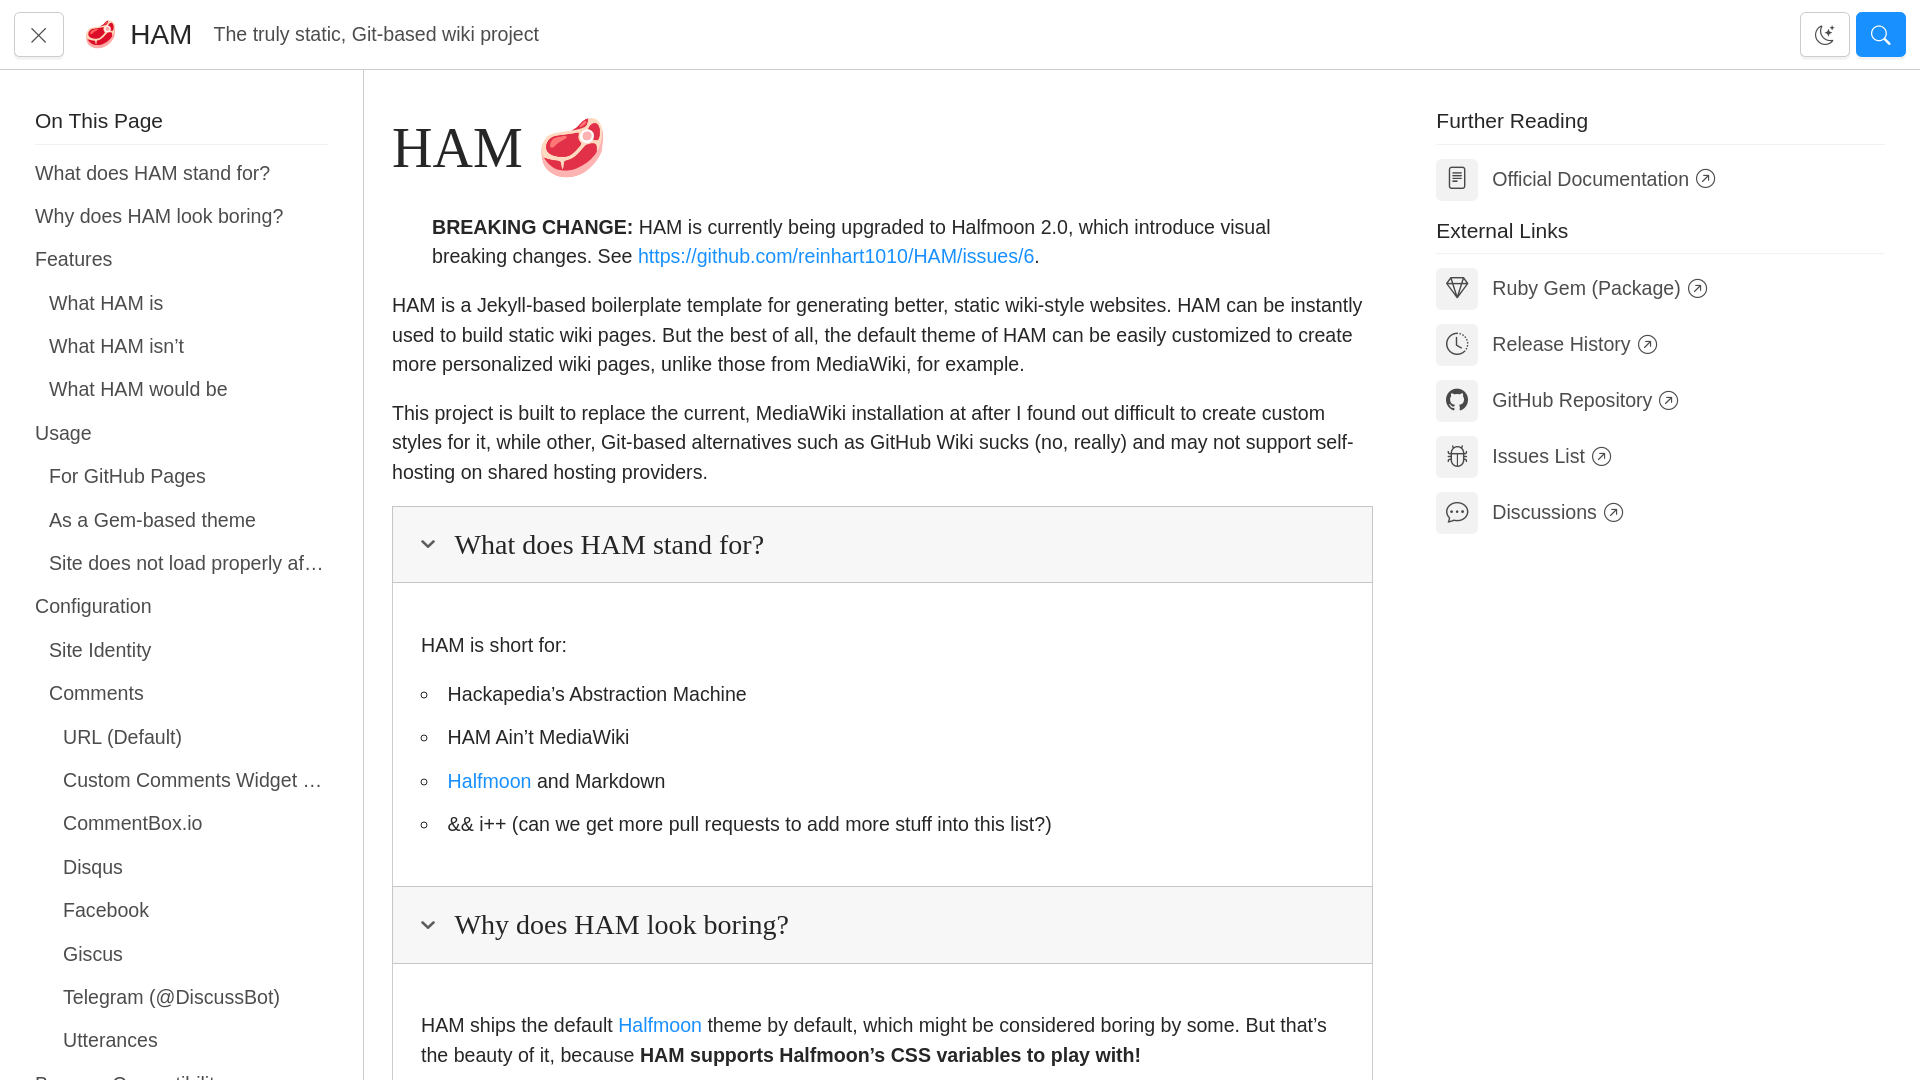 HAM
The truly static, Git-based wiki project
On This Page
What does HAM stand for?
Why does HAM look boring?
Features
What HAM is
What HAM isn’t
What HAM would be
Usage
For GitHub Pages
As a Gem-based theme
Site does not load properly af…
Configuration
Site Identity
Comments
URL (Default)
Custom Comments Widget …
CommentBox.io
Disqus
Facebook
Giscus
Telegram (@DiscussBot)
Utterances
HAM
BREAKING CHANGE: HAM is currently being upgraded to Halfmoon 2.0, which introduce visual
breaking changes. See https://github.com/reinhart1010/HAM/issues/6.
HAM is a Jekyll-based boilerplate template for generating better, static wiki-style websites. HAM can be instantly
used to build static wiki pages. But the best of all, the default theme of HAM can be easily customized to create
more personalized wiki pages, unlike those from MediaWiki, for example.
This project is built to replace the current, MediaWiki installation at after I found out difficult to create custom
styles for it, while other, Git-based alternatives such as GitHub Wiki sucks (no, really) and may not support self-
hosting on shared hosting providers.
What does HAM stand for?
HAM is short for:
Hackapedia’s Abstraction Machine
HAM Ain’t MediaWiki
Halfmoon and Markdown
&& i++ (can we get more pull requests to add more stuff into this list?)
Why does HAM look boring?
HAM ships the default Halfmoon theme by default, which might be considered boring by some. But that’s
the beauty of it, because HAM supports Halfmoon’s CSS variables to play with!
Further Reading
Official Documentation
External Links
Ruby Gem (Package)
Release History
GitHub Repository
Issues List
Discussions